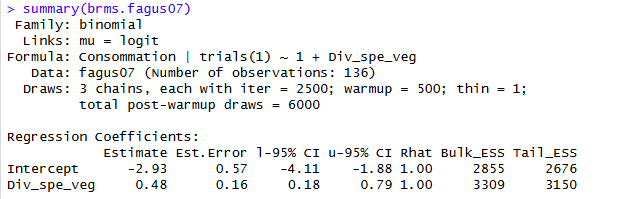 > summary(brms.fagus07)
Family: binomial
Links: mu = logit
Formula: Consommation | trials(1) ~ 1 + Div_spe_veg
Data: fagus07 (Number of observations: 136)
Draws: 3 chains, each with iter = 2500; warmup = 500; thin = 1;
total post-warmup draws = 6000
Regression Coefficients:
Estimate Est.Error l-95% CI u-95% CI Rhat Bulk_ESS Tail_ESS
Intercept -2.93 0.57 -4.11 -1.88 1.00 2855 2676
Div_spe_veg 0.48 0.16 0.18 0.79 1.00 3309 3150